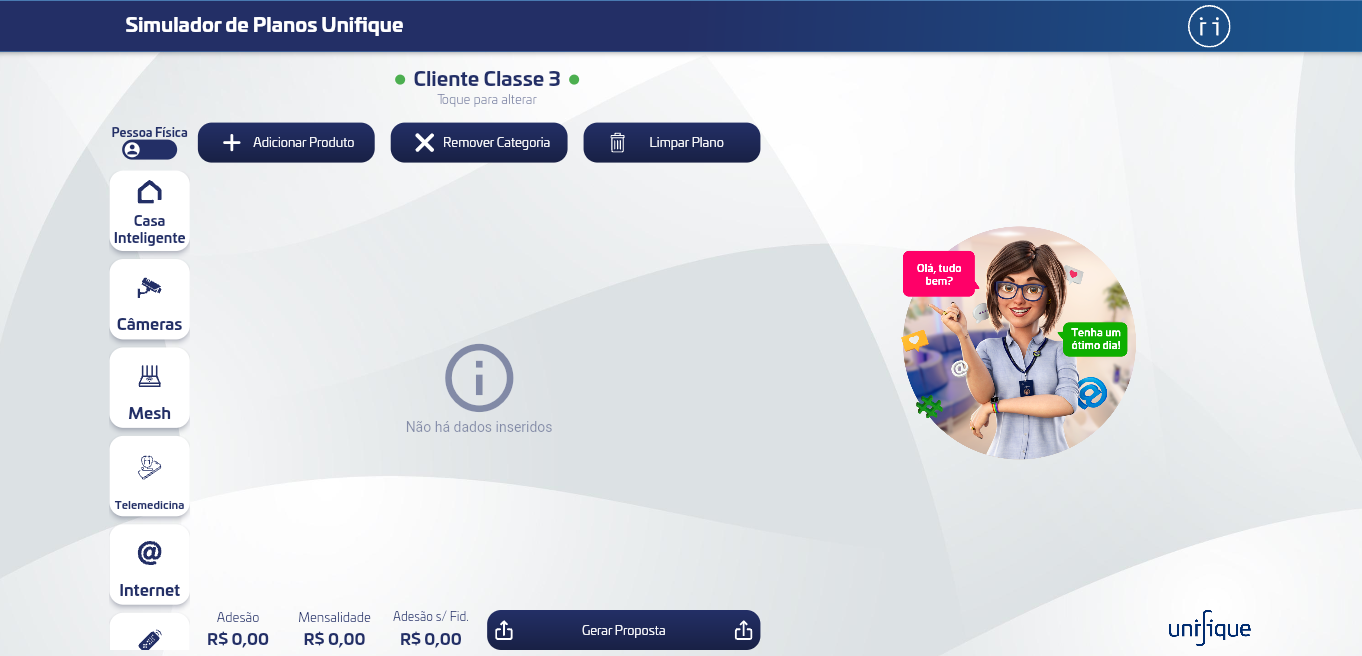 Simulador de Planos Unifique
Cliente Classe 3
Toque para alterar
Pessoa Física
Adicionar Produto
Remover Categoria
Limpar Plano
Casa
Inteligente
Câmeras
Mesh
Telemedicina
@
Internet
Não há dados inseridos
Olá, tudo
bem?
Tenha um
ótimo dia!
@
Adesão
R$ 0,00
Mensalidade
R$ 0,00
Adesão s/ Fid.
R$ 0,00
Gerar Proposta
unifique